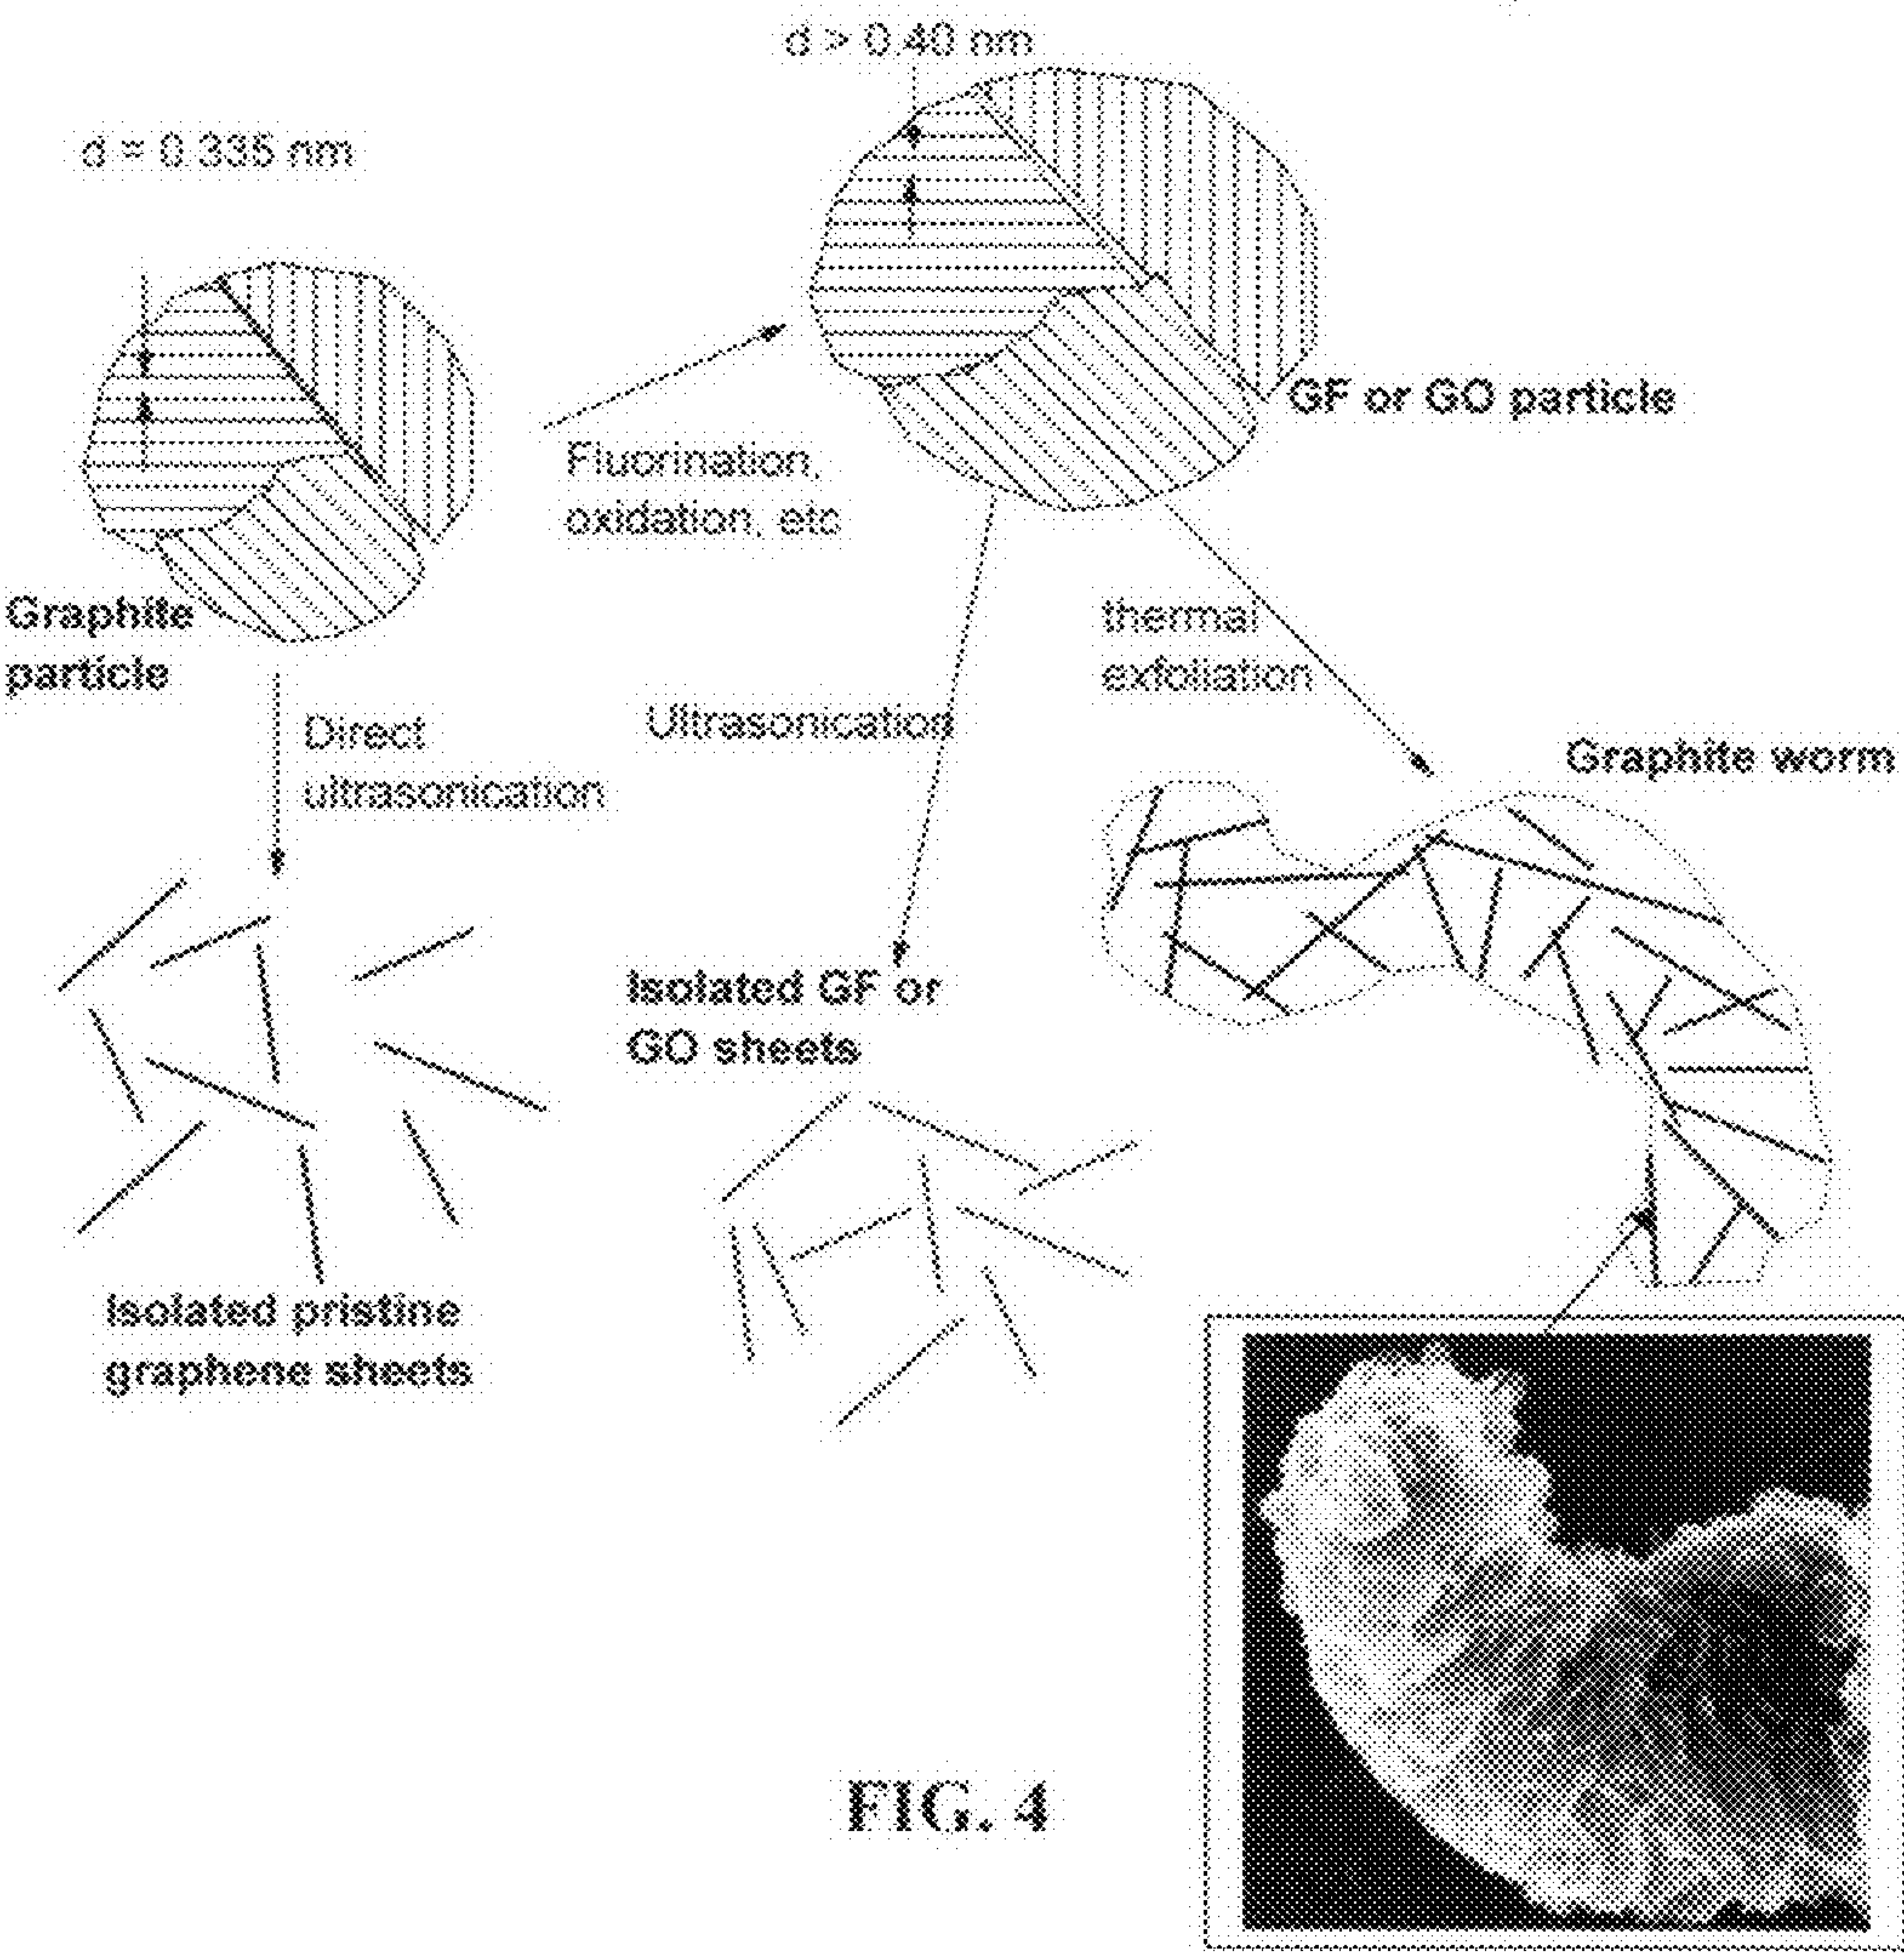 d > 0.40 nm
d = 0.335 nm
GF or GO particle
Fluorination,
oxidation, etc
Graphite
particle
thermal
exfoliation
Direct
ultrasonication
Ultrasonication
Graphite worm
Isolated GF or
GO sheets
Isolated pristine
graphene sheets
FIG. 4